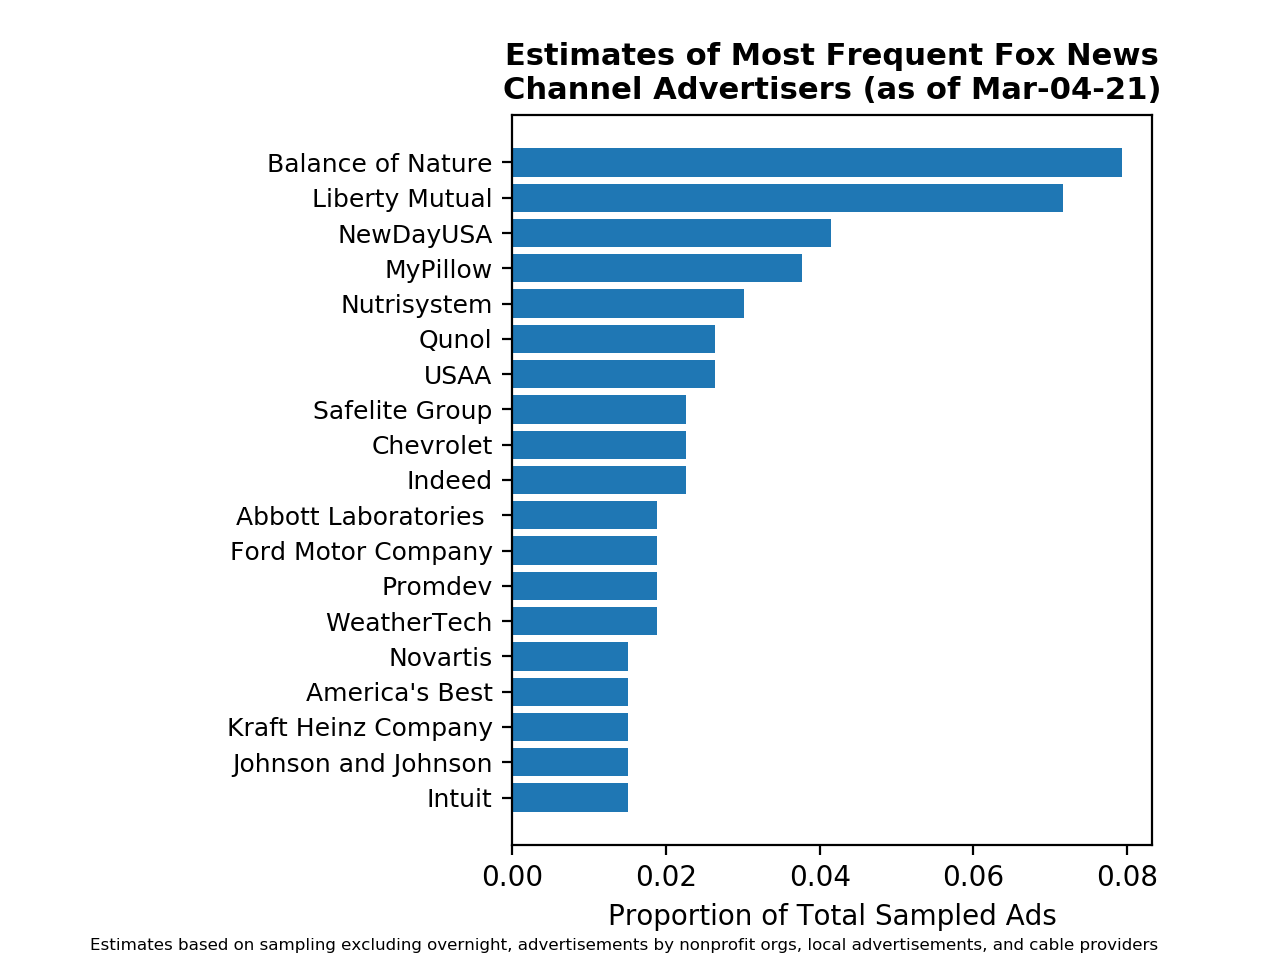 Estimates of Most Frequent Fox News
Channel Advertisers (as of Mar-04-21)
Balance of Nature
Liberty Mutual
NewDayUSA
MyPillow
Nutrisystem
Qunol
USAA
Safelite Group
Chevrolet
Indeed
Abbott Laboratories
Ford Motor Company
Promdev
WeatherTech
Novartis
America's Best
Kraft Heinz Company
Johnson and Johnson
Intuit
0.00 0.02 0.04 0.06 0.08
Proportion of Total Sampled Ads
Estimates based on sampling excluding overnight, advertisements by nonprofit orgs, local advertisements, and cable providers